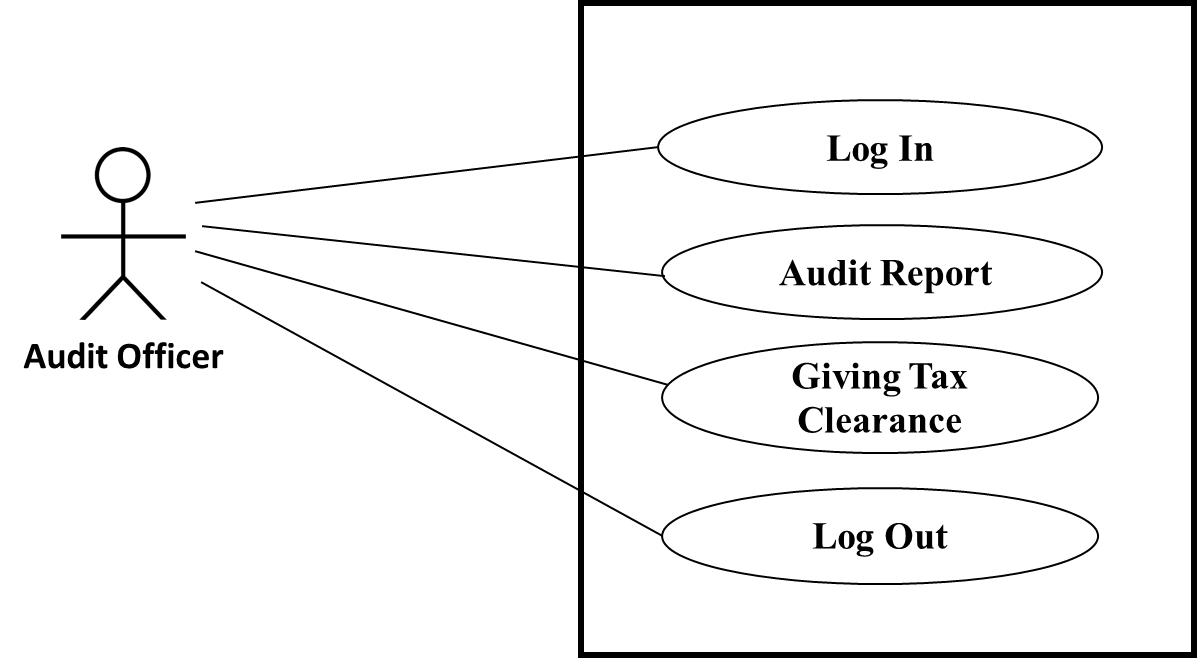 Log In
Audit Report
Audit Officer
Giving Tax
Clearance
Log Out